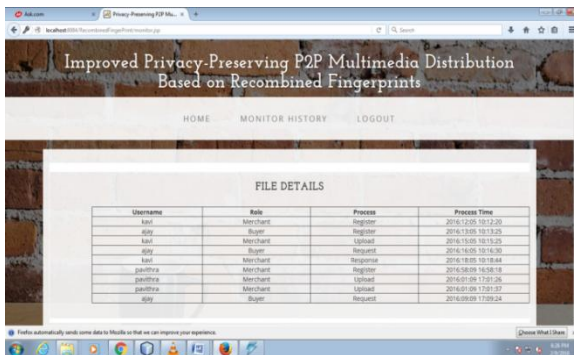 Ask.com
Privacy-Preserving P2P Mu...
localhost
Search
Improved Privacy-Preserving P2P Multimedia Distribution
Based on Recombined Fingerprints
HOME MONITOR HISTORY LOGOUT
FILE DETAILS
Username Role Process Process Time
kavi Merchant Register 2016:12:05 10:12:20
ajay Buyer Register 2016:13:05 10:13:25
kavi Merchant Upload 2016:15:05 10:15:25
ajay Buyer Request 2016:16:05 10:16:30
kavi Merchant Response 2016:18:05 10:18:44
pavithra Merchant Register 2016:58:09 16:58:18
pavithra Merchant Upload 2016:01:09 17:01:26
pavithra Merchant Upload 2016:01:09 17:01:37
ajay Buyer Request 2016:09:09 17:09:24
Firefox automatically sends some data to Mozilla so that we can improve your experience.
Choose What I Share